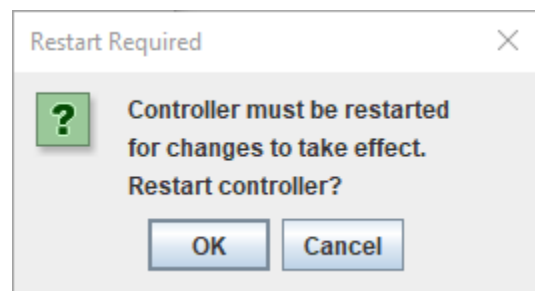 Restart Required
?
Controller must be restarted
for changes to take effect.
Restart controller?
OK
Cancel